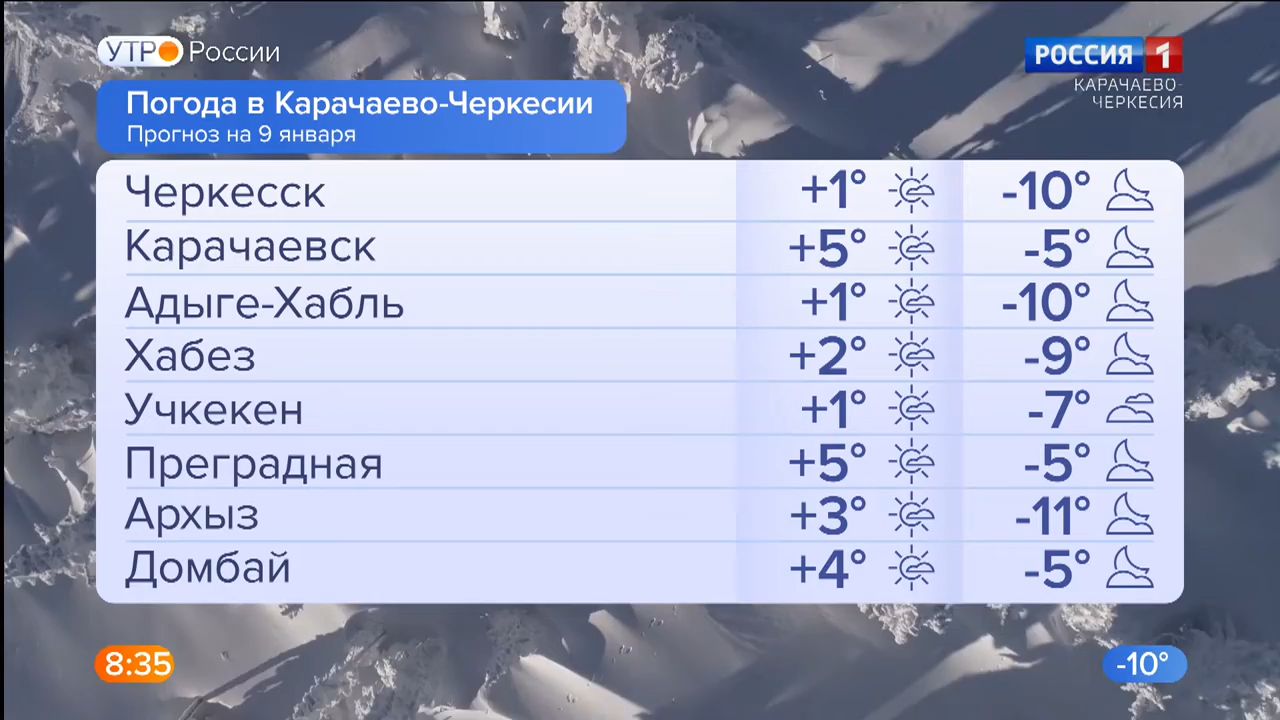 УТРО России
РОССИЯ 1
КАРАЧАЕВО-
ЧЕРКЕСИЯ
Погода в Карачаево-Черкесии
Прогноз на 9 января
Черкесск +1° -10°
Карачаевск +5° -5°
Адыге-Хабль +1° -10°
Хабез +2° -9°
Учкекен +1° -7°
Преградная +5° -5°
Архыз +3° -11°
Домбай +4° -5°
8:35 -10°